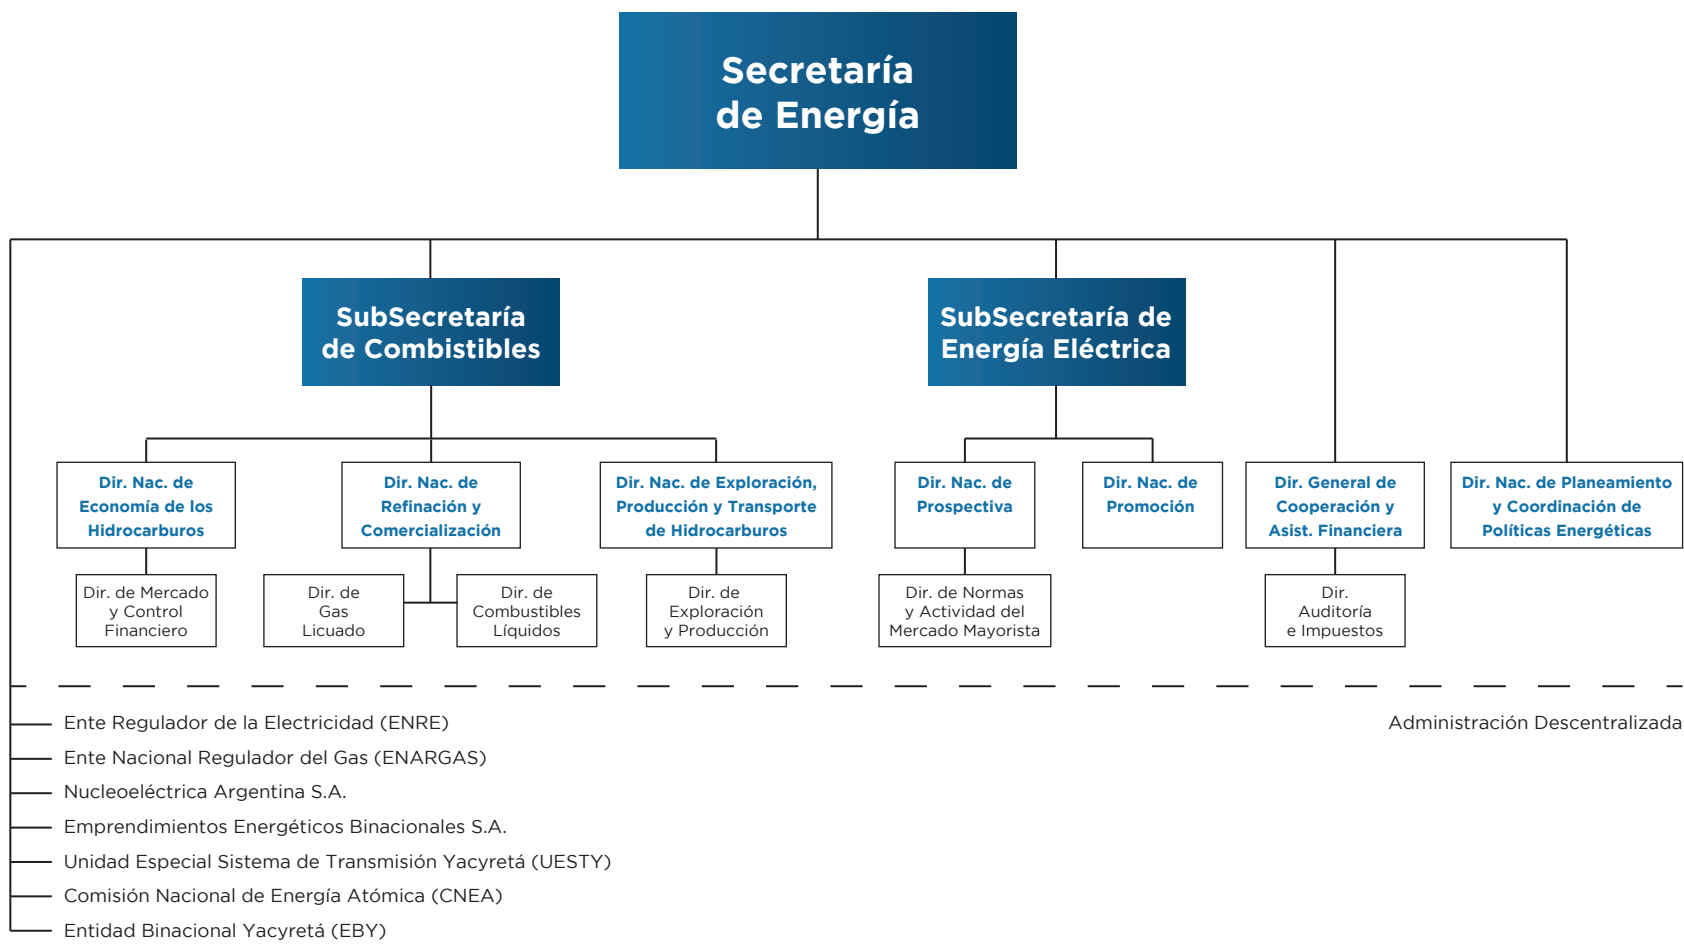 Secretaría
de Energía
SubSecretaría
de Combistibles
SubSecretaría de
Energía Eléctrica
Dir. Nac. de
Economía de los
Hidrocarburos
Dir. Nac. de
Refinación y
Comercialización
Dir. Nac. de Exploración,
Producción y Transporte
de Hidrocarburos
Dir. Nac. de
Prospectiva
Dir. Nac. de
Promoción
Dir. General de
Cooperación y
Asist. Financiera
Dir. Nac. de Planeamiento
y Coordinación de
Políticas Energéticas
Dir. de Mercado
y Control
Financiero
Dir. de
Gas
Licuado
Dir. de
Combustibles
Líquidos
Dir. de
Exploración
y Producción
Dir. de Normas
y Actividad del
Mercado Mayorista
Dir.
Auditoría
e Impuestos
Ente Regulador de la Electricidad (ENRE)
Administración Descentralizada
Ente Nacional Regulador del Gas (ENARGAS)
Nucleoeléctrica Argentina S.A.
Emprendimientos Energéticos Binacionales S.A.
Unidad Especial Sistema de Transmisión Yacyretá (UESTY)
Comisión Nacional de Energía Atómica (CNEA)
Entidad Binacional Yacyretá (EBY)